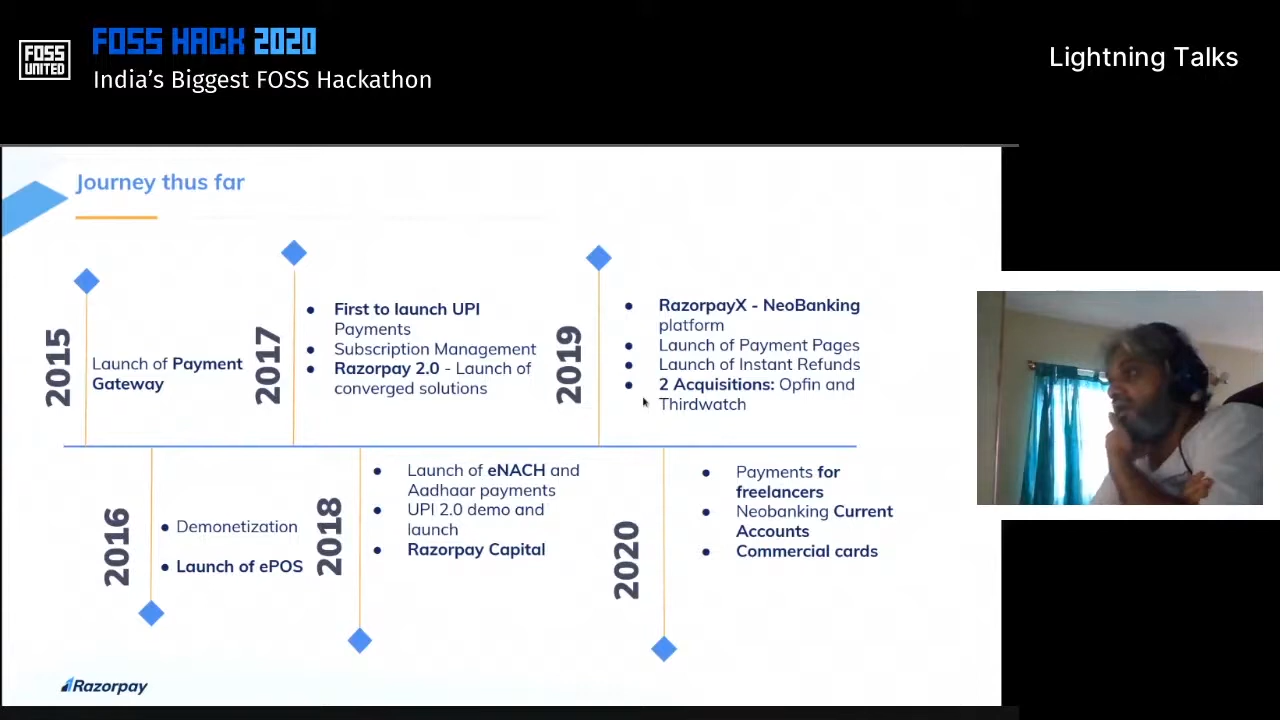 FOSS UNITED
FOSS HACK 2020
India's Biggest FOSS Hackathon
Lightning Talks
Journey thus far
2015
Launch of Payment
Gateway
2017
● First to launch UPI
Payments
● Subscription Management
● Razorpay 2.0 - Launch of
converged solutions
2019
● RazorpayX - NeoBanking
platform
● Launch of Payment Pages
● Launch of Instant Refunds
● 2 Acquisitions: Opfin and
Thirdwatch
2016
● Demonetization
● Launch of ePOS
2018
● Launch of eNACH and
Aadhaar payments
● UPI 2.0 demo and
launch
● Razorpay Capital
2020
● Payments for
freelancers
● Neobanking Current
Accounts
● Commercial cards
Razorpay